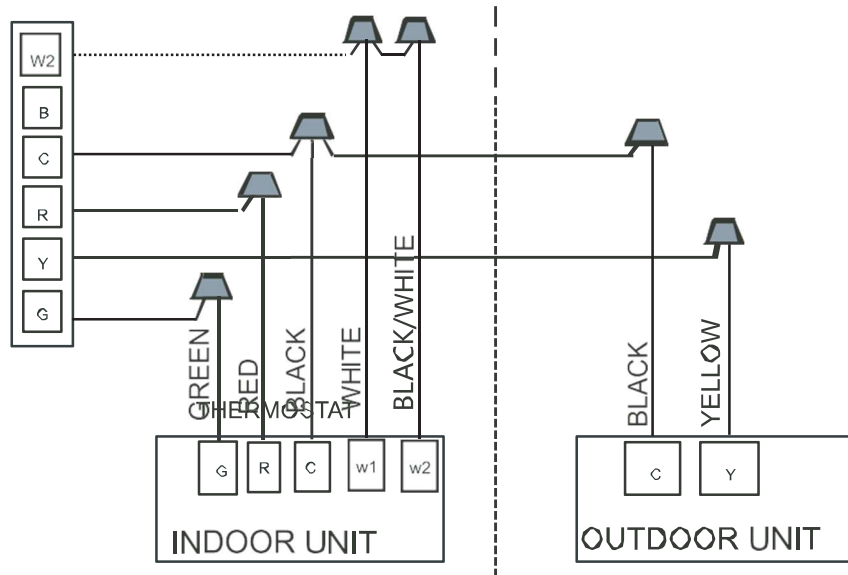 W2
B
C
R
Y
G
GREEN
RED
BLACK
WHITE
BLACK/WHITE
BLACK
YELLOW
THERMOSTAT
G R C w1 w2
C Y
INDOOR UNIT
OUTDOOR UNIT